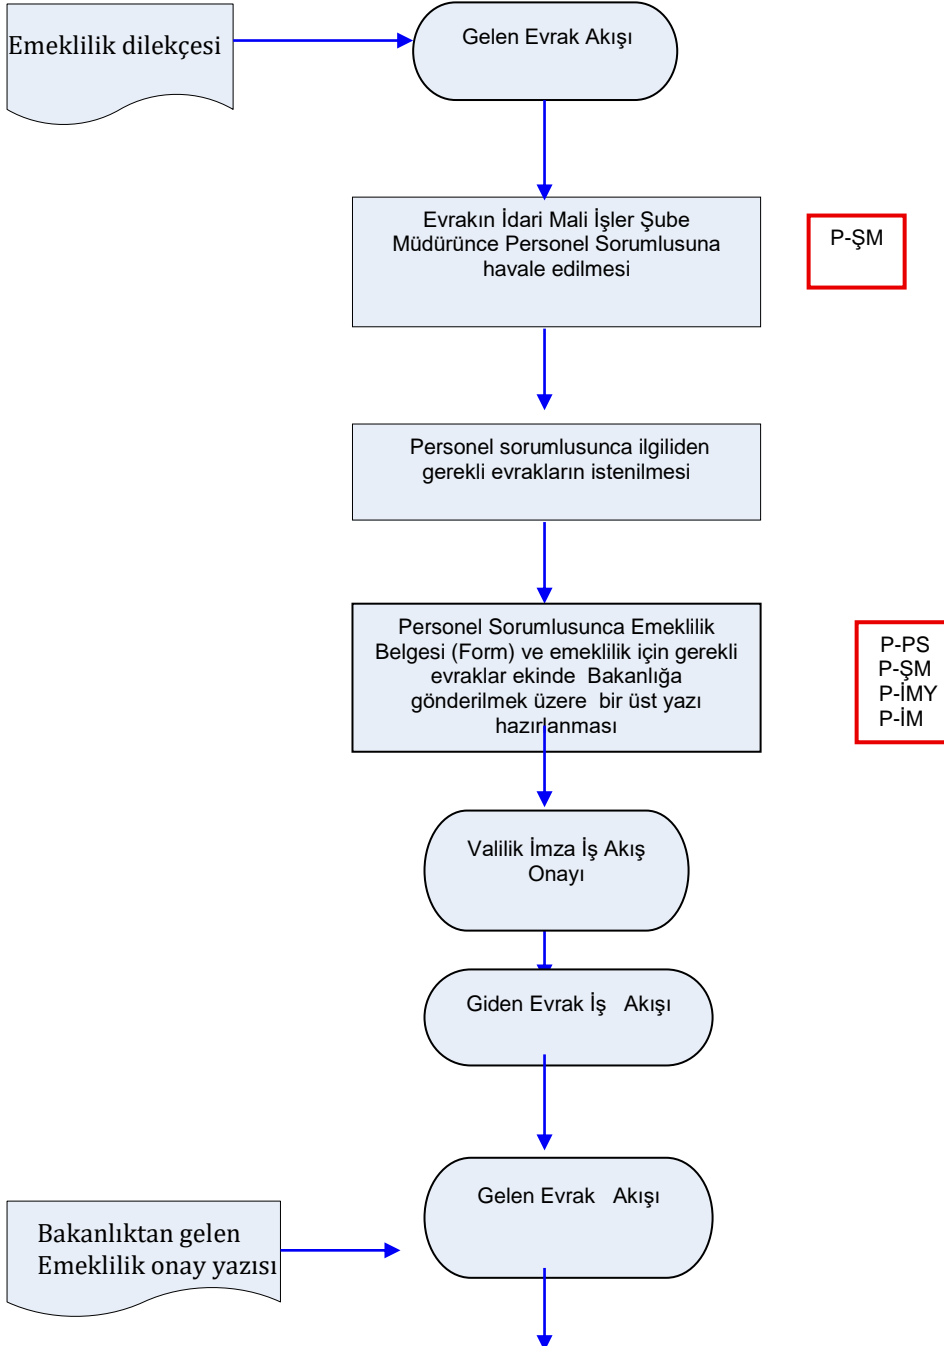 Emeklilik dilekçesi
Gelen Evrak Akışı
Evrakın İdari Mali İşler Şube
Müdürünce Personel Sorumlusuna
havale edilmesi
P-ŞM
Personel sorumlusunca ilgiliden
gerekli evrakların istenilmesi
Personel Sorumlusunca Emeklilik
Belgesi (Form) ve emeklilik için gerekli
evraklar ekinde Bakanlığa
gönderilmek üzere bir üst yazı
hazırlanması
P-PS
P-ŞM
P-İMY
P-İM
Valilik İmza İş Akış
Onayı
Giden Evrak İş Akışı
Gelen Evrak Akışı
Bakanlıktan gelen
Emeklilik onay yazısı